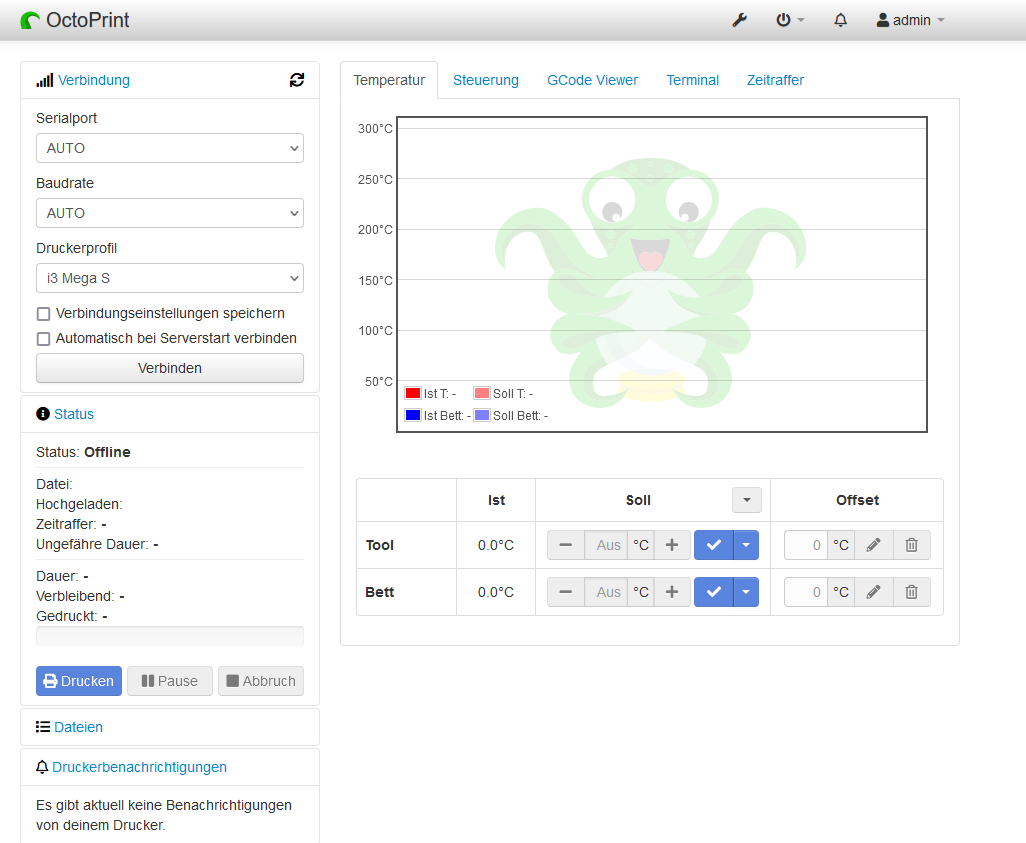 OctoPrint
admin
Verbindung
Serialport
AUTO
Baudrate
AUTO
Druckerprofil
i3 Mega S
Verbindungseinstellungen speichern
Automatisch bei Serverstart verbinden
Verbinden
Status
Status: Offline
Datei:
Hochgeladen:
Zeitraffer: -
Ungefähre Dauer: -
Dauer: -
Verbleibend: -
Gedruckt: -
Drucken Pause Abbruch
Dateien
Druckerbenachrichtigungen
Es gibt aktuell keine Benachrichtigungen
von deinem Drucker.
Temperatur Steuerung GCode Viewer Terminal Zeitraffer
300°C
250°C
200°C
150°C
100°C
50°C
Ist T: - Soll T: -
Ist Bett: - Soll Bett: -
Ist Soll Offset
Tool 0.0°C Aus °C 0 °C
Bett 0.0°C Aus °C 0 °C